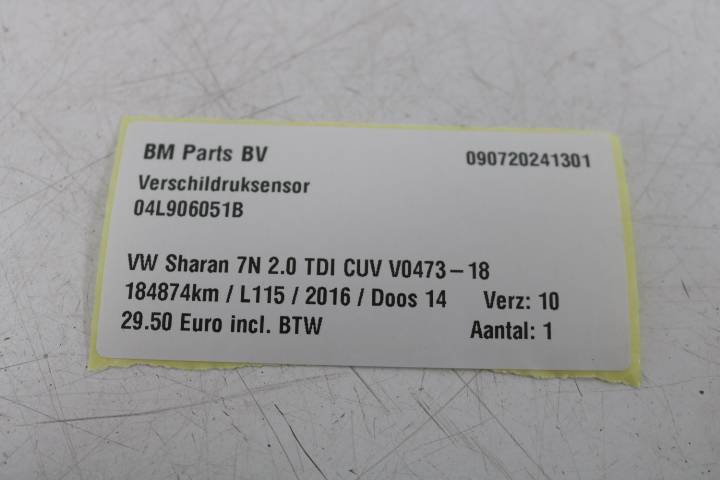 BM Parts BV 090720241301
Verschildruksensor
04L906051B
VW Sharan 7N 2.0 TDI CUV V0473-18
184874km / L115 / 2016 / Doos 14 Verz: 10
29.50 Euro incl. BTW Aantal: 1